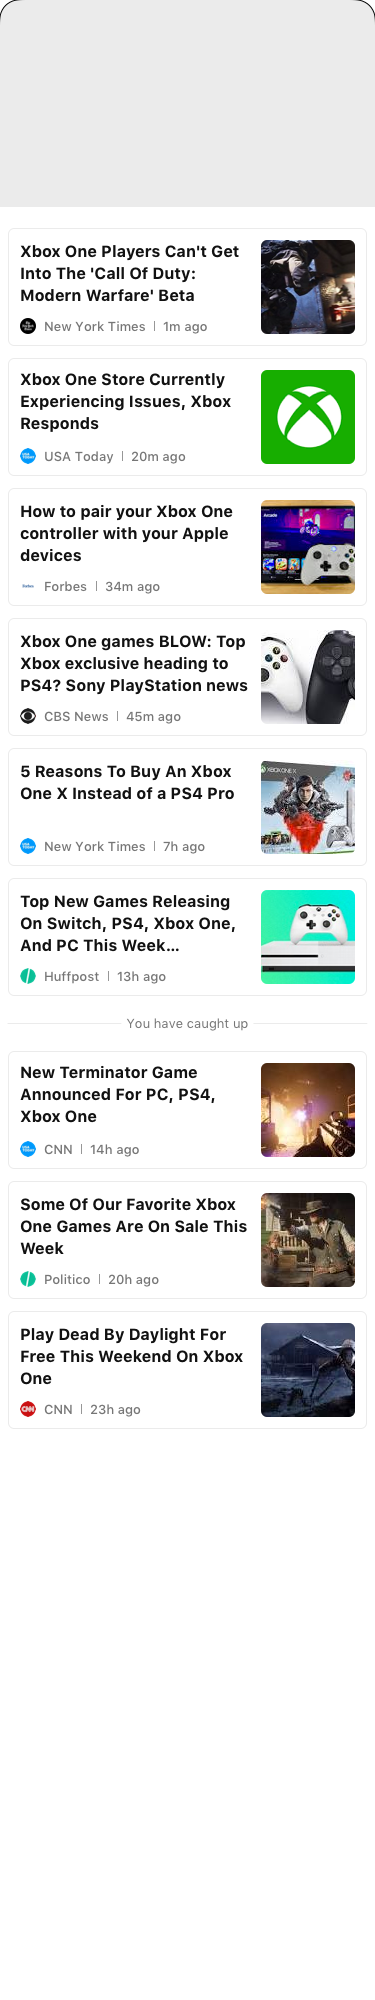 Xbox One Players Can't Get
Into The 'Call Of Duty:
Modern Warfare' Beta
New York Times | 1m ago
Xbox One Store Currently
Experiencing Issues, Xbox
Responds
USA Today | 20m ago
How to pair your Xbox One
controller with your Apple
devices
Arcade
Forbes
Forbes | 34m ago
Xbox One games BLOW: Top
Xbox exclusive heading to
PS4? Sony PlayStation news
CBS News | 45m ago
5 Reasons To Buy An Xbox
One X Instead of a PS4 Pro
XBOX ONE X
New York Times | 7h ago
Top New Games Releasing
On Switch, PS4, Xbox One,
And PC This Week...
Huffpost | 13h ago
You have caught up
New Terminator Game
Announced For PC, PS4,
Xbox One
CNN | 14h ago
Some Of Our Favorite Xbox
One Games Are On Sale This
Week
Politico | 20h ago
Play Dead By Daylight For
Free This Weekend On Xbox
One
CNN
CNN | 23h ago